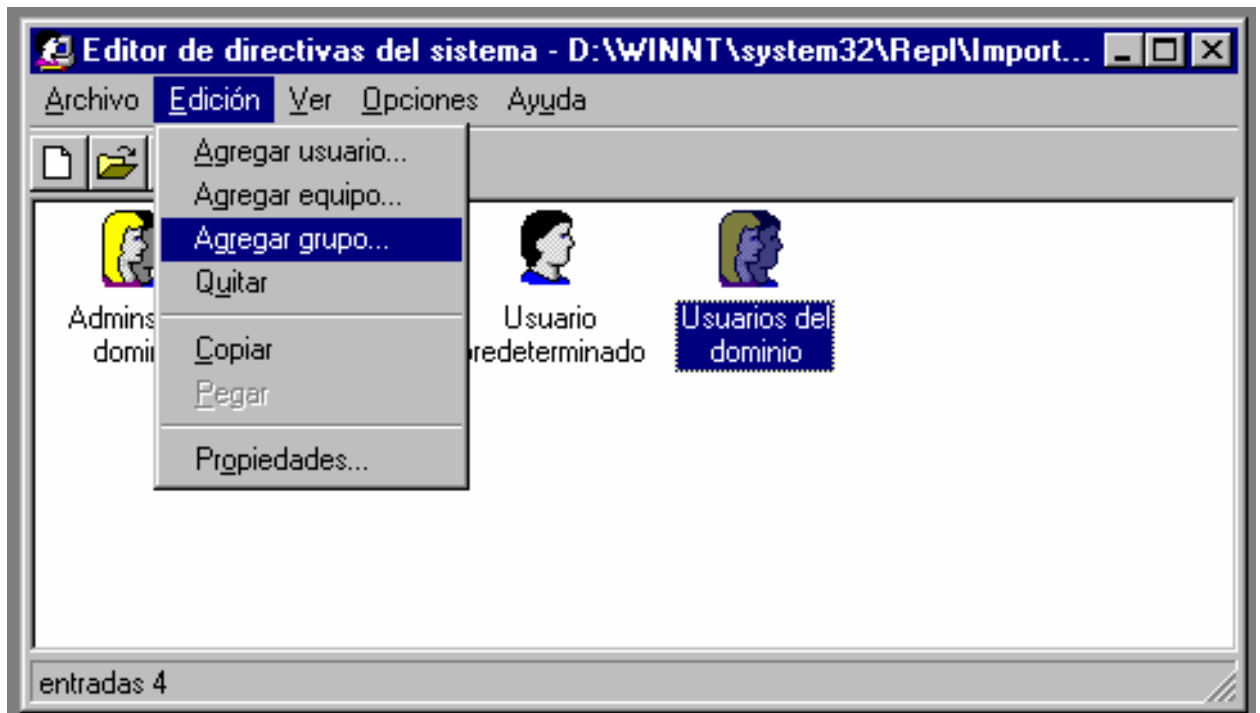 Editor de directivas del sistema - D:\WINNT\system32\Repl\Import...
Archivo Edición Ver Opciones Ayuda
Agregar usuario...
Agregar equipo...
Agregar grupo...
Quitar
Copiar
Pegar
Propiedades...
Usuario
Usuarios del
dominio
entradas 4